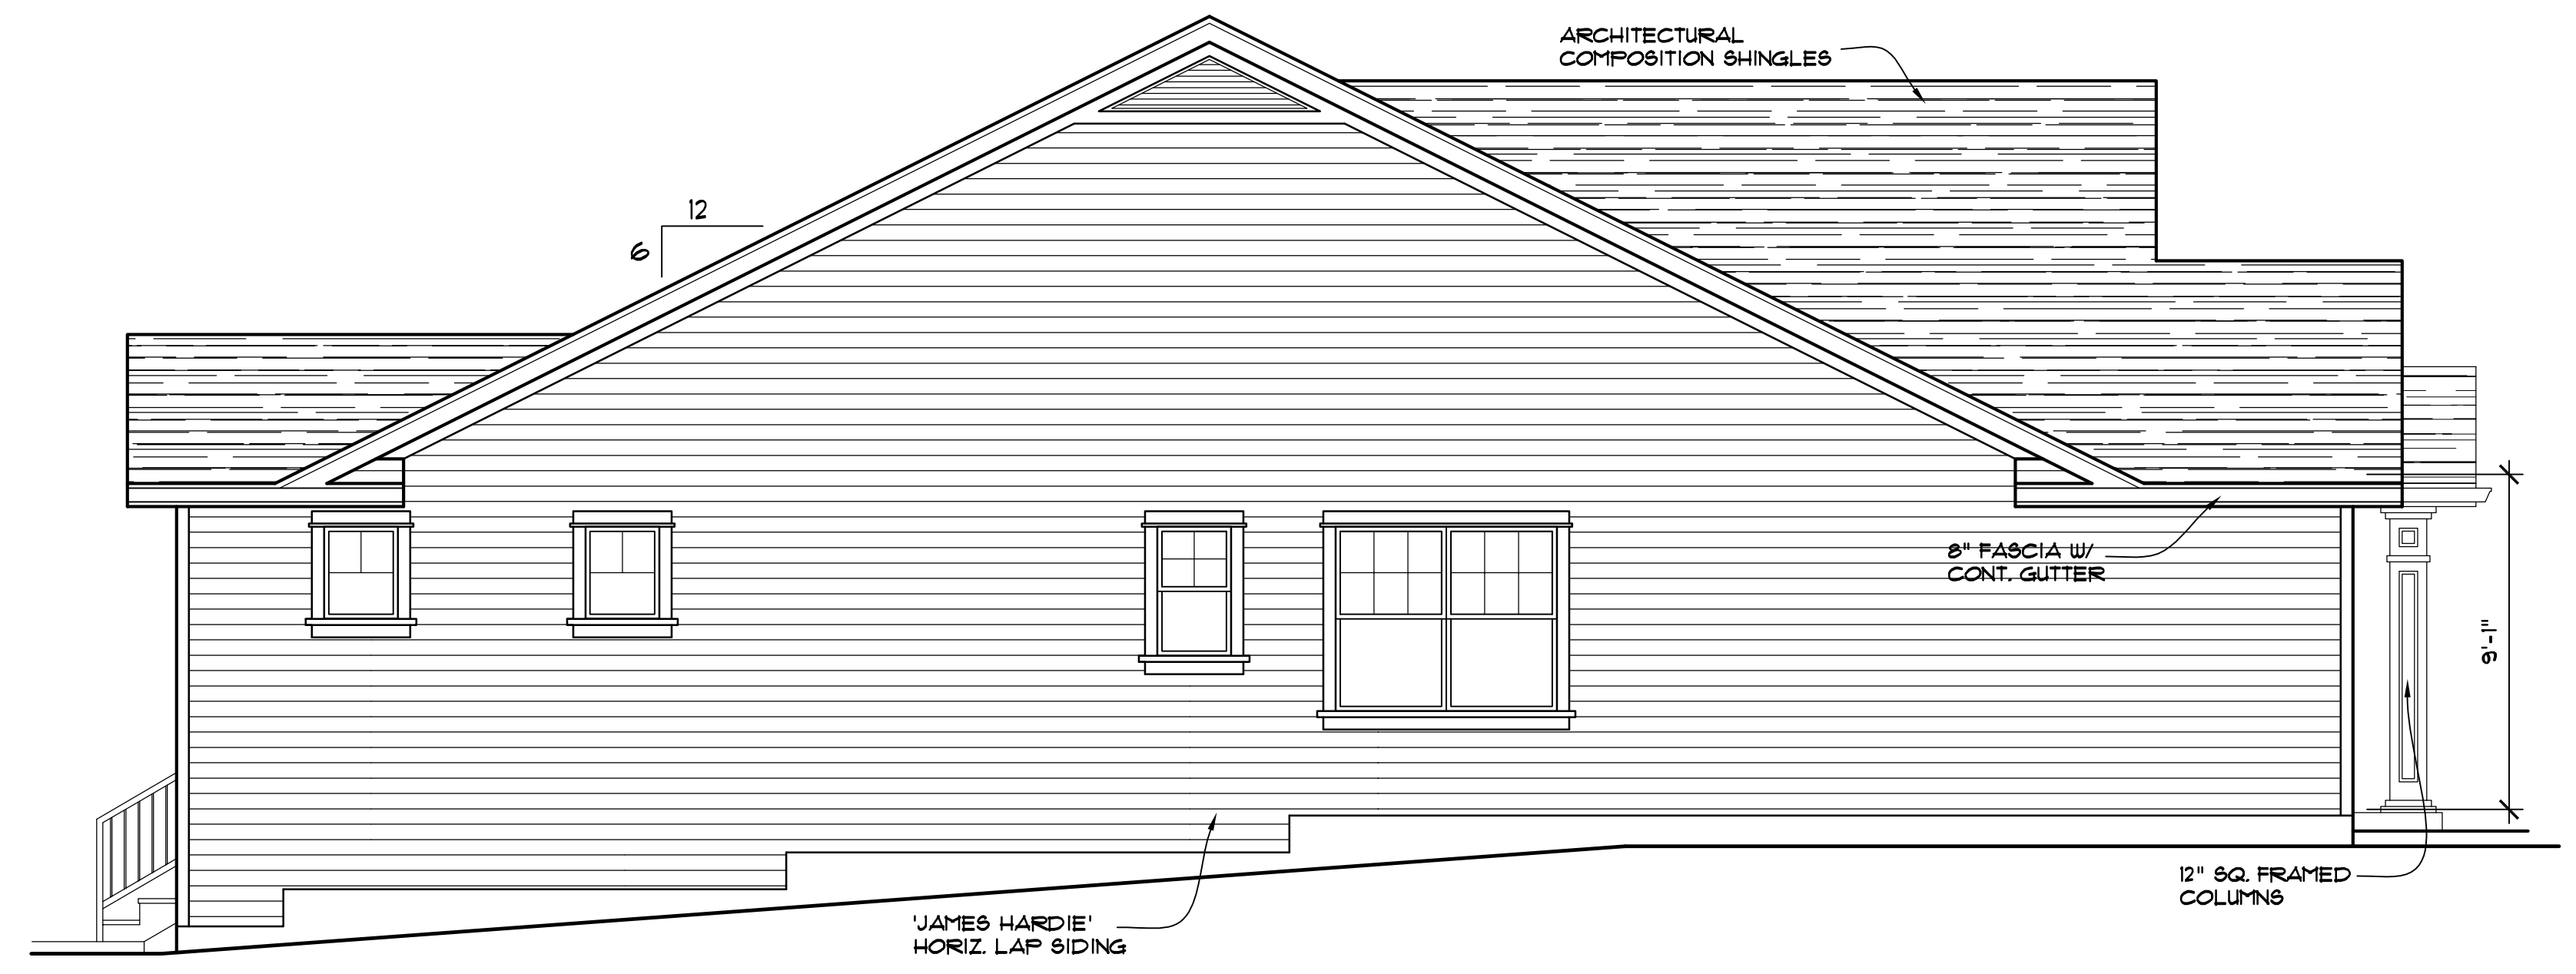 ARCHITECTURAL
COMPOSITION SHINGLES
12
6
8" FASCIA W/
CONT. GUTTER
9'-1"
12" SQ. FRAMED
COLUMNS
'JAMES HARDIE'
HORIZ. LAP SIDING